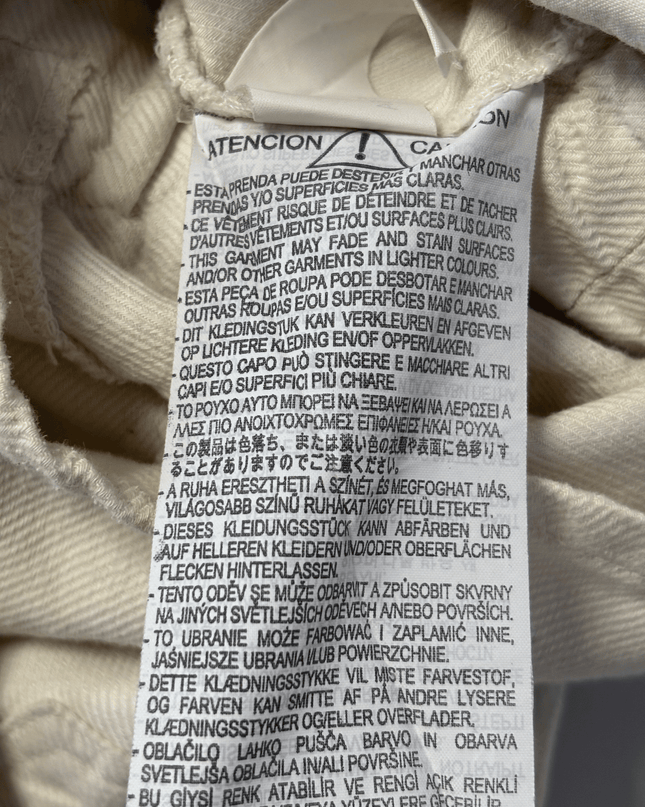 ATENCION
- ESTA PRENDA PUEDE DESTEÑIR Y MANCHAR OTRAS
PRENDAS Y/O SUPERFICIES MÁS CLARAS.
- CE VÊTEMENT RISQUE DE DÉTEINDRE ET DE TACHER
D'AUTRES VÊTEMENTS ET/OU SURFACES PLUS CLAIRS.
- THIS GARMENT MAY FADE AND STAIN SURFACES
AND/OR OTHER GARMENTS IN LIGHTER COLOURS.
- ESTA PEÇA DE ROUPA PODE DESBOTAR E MANCHAR
OUTRAS ROUPAS E/OU SUPERFÍCIES MAIS CLARAS.
- DIT KLEDINGSTUK KAN VERKLEUREN EN AFGEVEN
OP LICHTERE KLEDING EN/OF OPPERVLAKKEN.
- QUESTO CAPO PUÒ STINGERE E MACCHIARE ALTRI
CAPI E/O SUPERFICI PIÙ CHIARE.
- ΤΟ ΡΟΥΧΟ ΑΥΤΟ ΜΠΟΡΕΙ ΝΑ ΞΕΒΑΨΕΙ ΚΑΙ ΝΑ ΛΕΡΩΣΕΙ Α
ΛΛΕΣ ΠΙΟ ΑΝΟΙΧΤΟΧΡΩΜΕΣ ΕΠΙΦΑΝΕΙΕΣ Η/ΚΑΙ ΡΟΥΧΑ.
- この製品は色落ち、または淡い色の衣類や表面に色移りす
ることがありますのでご注意ください。
- A RUHA ERESZTHETI A SZÍNÉT, ÉS MEGFOGHAT MÁS,
VILÁGOSABB SZÍNŰ RUHÁKAT VAGY FELÜLETEKET.
- DIESES KLEIDUNGSSTÜCK KANN ABFÄRBEN UND
AUF HELLEREN KLEIDERN UND/ODER OBERFLÄCHEN
FLECKEN HINTERLASSEN.
- TENTO ODĚV SE MŮŽE ODBARVIT A ZPŮSOBIT SKVRNY
NA JINÝCH SVĚTLEJŠÍCH ODĚVECH A/NEBO POVRŠÍCH.
- TO UBRANIE MOŻE FARBOWAĆ I ZAPLAMIĆ INNE,
JAŚNIEJSZE UBRANIA I/LUB POWIERZCHNIE.
- DETTE KLÆDNINGSSTYKKE VIL MISTE FARVESTOF,
OG FARVEN KAN SMITTE AF PÅ ANDRE LYSERE
KLÆDNINGSSTYKKER OG/ELLER OVERFLADER.
- OBLAČILO LAHKO PUŠČA BARVO IN OBARVA
SVETLEJŠA OBLAČILA IN/ALI POVRŠINE.
- BU GİYSİ RENK ATABİLİR VE RENGİ AÇIK RENKLİ
YÜZEYLERE GEÇEBİLİR